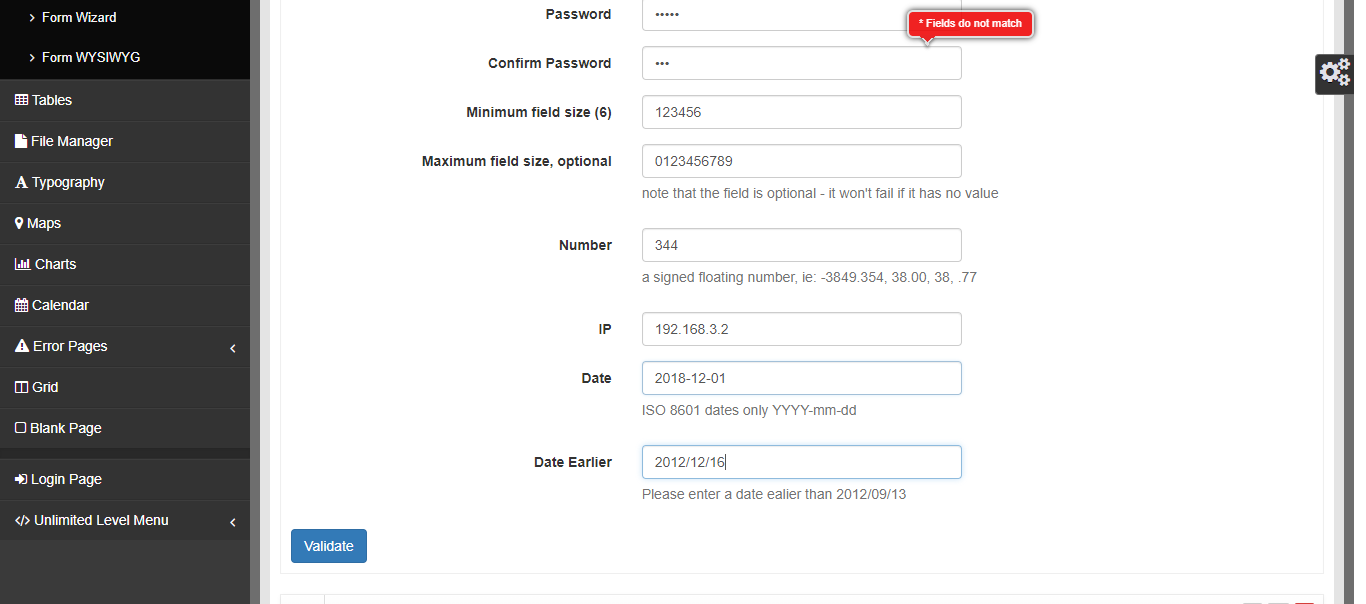 Form Wizard
Form WYSIWYG
Tables
File Manager
Typography
Maps
Charts
Calendar
Error Pages
Grid
Blank Page
Login Page
Unlimited Level Menu
Password
•••••
* Fields do not match
Confirm Password
•••
Minimum field size (6)
123456
Maximum field size, optional
0123456789
note that the field is optional - it won't fail if it has no value
Number
344
a signed floating number, ie: -3849.354, 38.00, 38, .77
IP
192.168.3.2
Date
2018-12-01
ISO 8601 dates only YYYY-mm-dd
Date Earlier
2012/12/16
Please enter a date ealier than 2012/09/13
Validate